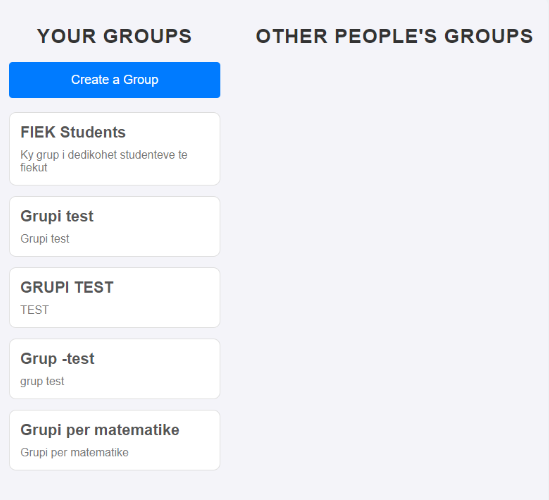 YOUR GROUPS
OTHER PEOPLE'S GROUPS
Create a Group
FIEK Students
Ky grup i dedikohet studenteve te
fiekut
Grupi test
Grupi test
GRUPI TEST
TEST
Grup -test
grup test
Grupi per matematike
Grupi per matematike